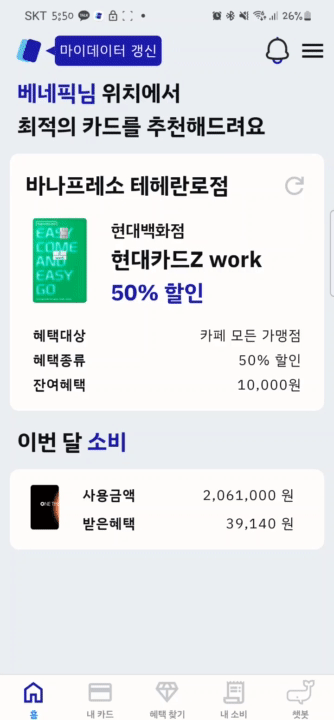 SKT 5:50
26%
마이데이터 갱신
베네픽님 위치에서
최적의 카드를 추천해드려요
바나프레소 테헤란로점
EASY
COME
AND
EASY
GO
현대백화점
현대카드Z work
50% 할인
혜택대상 카페 모든 가맹점
혜택종류 50% 할인
잔여혜택 10,000원
이번 달 소비
사용금액 2,061,000 원
받은혜택 39,140 원
홈
내 카드
혜택 찾기
내 소비
챗봇